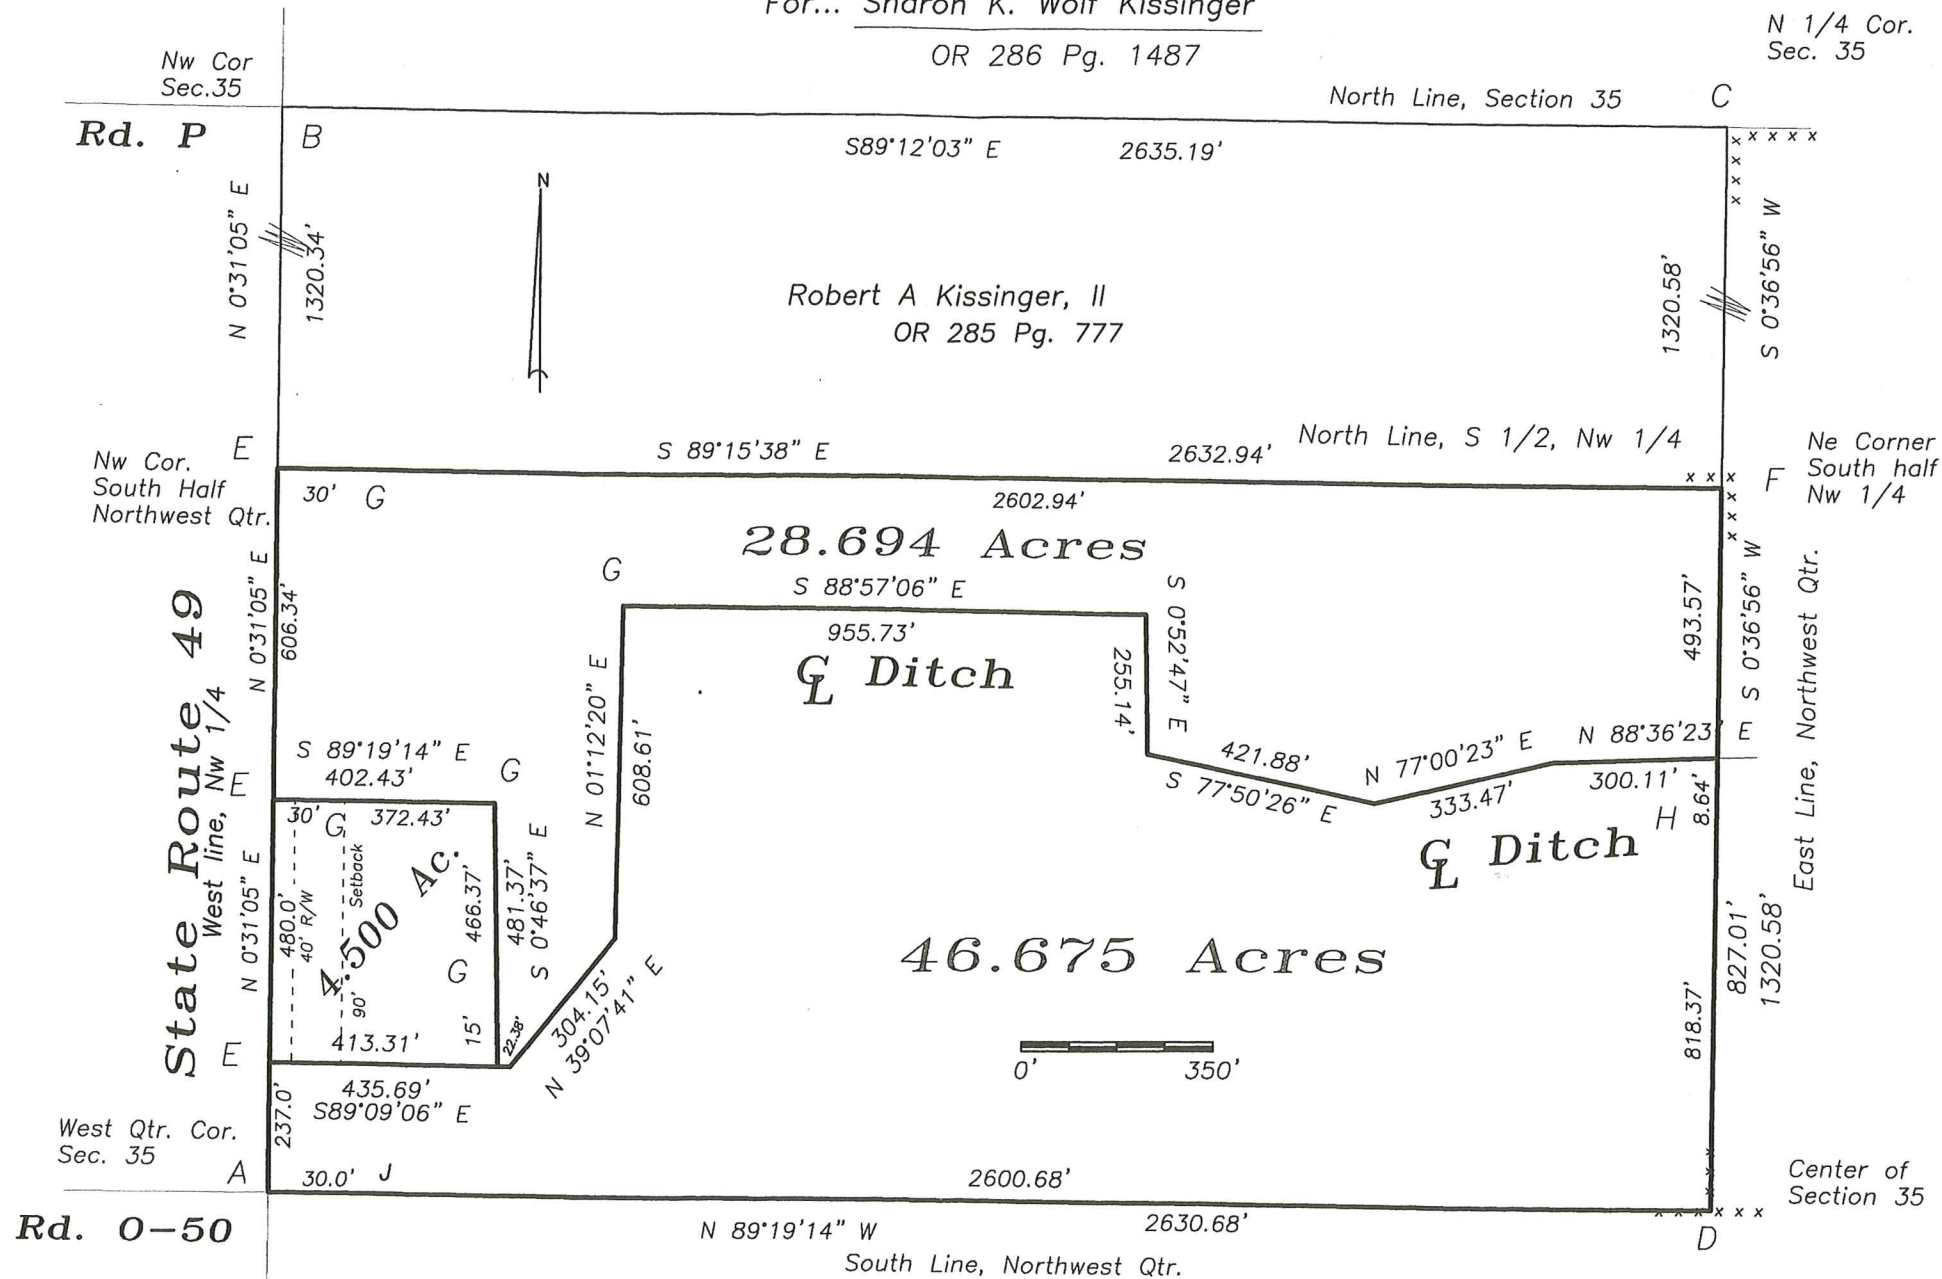 For... Sharon K. Wolf Kissinger
OR 286 Pg. 1487
N 1/4 Cor.
Sec. 35
Nw Cor
Sec.35
North Line, Section 35
C
Rd. P
B
S89°12'03" E
2635.19'
N 0°31'05" E
1320.34'
N
Robert A Kissinger, II
OR 285 Pg. 777
1320.58'
S 0°36'56" W
E
S 89°15'38" E
2632.94'
North Line, S 1/2, Nw 1/4
Nw Cor.
South Half
Northwest Qtr.
F
Ne Corner
South half
Nw 1/4
30'
G
2602.94'
28.694 Acres
N 0°31'05" E
606.34'
G
S 88°57'06" E
955.73'
℄ Ditch
S 0°52'47" E
255.14'
493.57'
S 0°36'56" W
East Line, Northwest Qtr.
State Route 49
West line, Nw 1/4
N 01°12'20" E
608.61'
S 89°19'14" E
402.43'
E
G
421.88'
S 77°50'26" E
N 77°00'23" E
333.47'
N 88°36'23" E
300.11'
H
8.64'
℄ Ditch
30'
G
372.43'
N 0°31'05" E
480.0'
40' R/W
Setback
90'
4.500 Ac.
466.37'
481.37'
S 0°46'37" E
G
15'
46.675 Acres
827.01'
1320.58'
818.37'
E
413.31'
22.38'
304.15'
N 39°07'41" E
0'
350'
435.69'
S89°09'06" E
237.0'
West Qtr. Cor.
Sec. 35
A
30.0'
J
2600.68'
Center of
Section 35
Rd. O-50
N 89°19'14" W
2630.68'
D
South Line, Northwest Qtr.